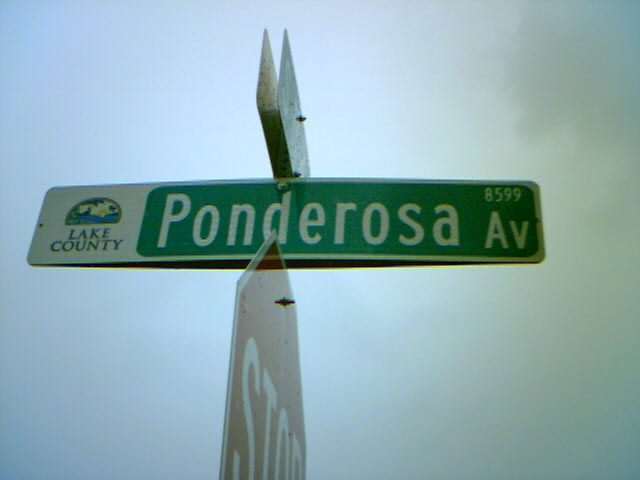 8599
LAKE
COUNTY
Ponderosa Av
STOP